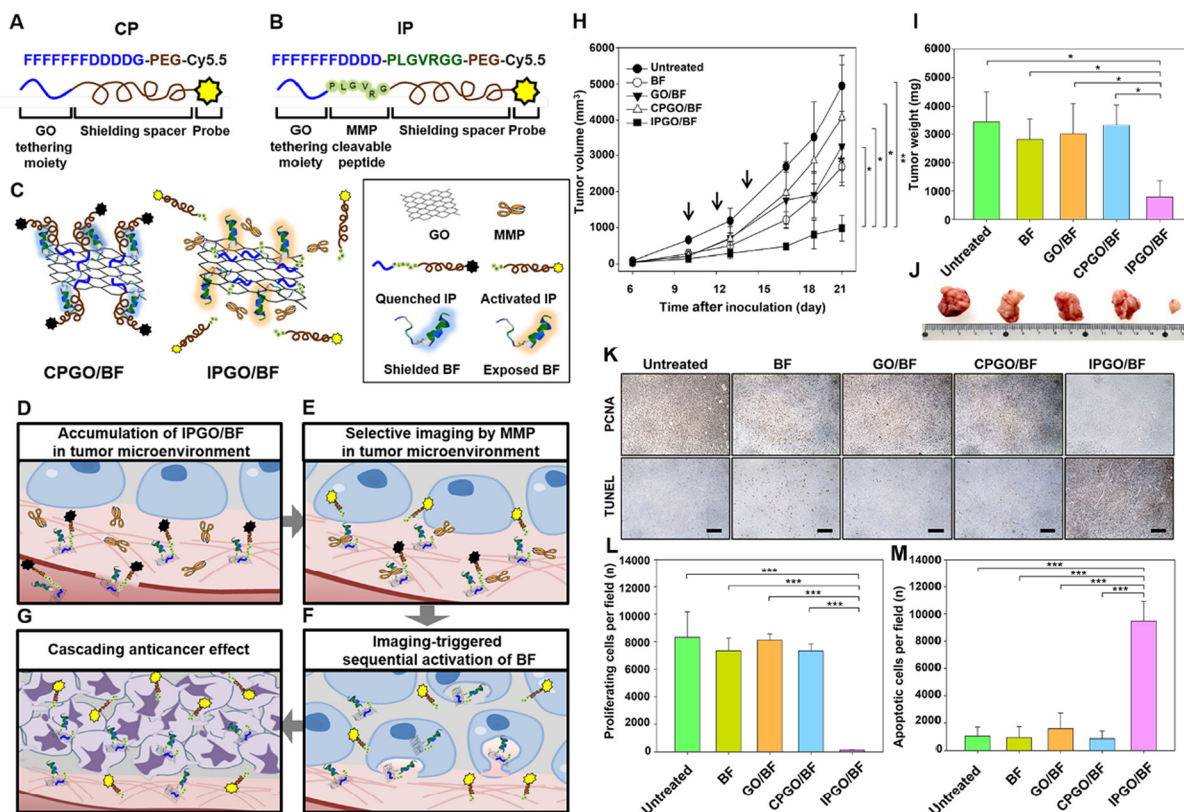 A
CP
FFFFFFFDDDDG-PEG-Cy5.5
GO
tethering
moiety
Shielding spacer
Probe
B
IP
FFFFFFFDDDD-PLGVRGG-PEG-Cy5.5
P L G V R G
GO
tethering
moiety
MMP
cleavable
peptide
Shielding spacer
Probe
C
CPGO/BF
IPGO/BF
GO
MMP
Quenched IP
Activated IP
Shielded BF
Exposed BF
D
Accumulation of IPGO/BF
in tumor microenvironment
E
Selective imaging by MMP
in tumor microenvironment
G
Cascading anticancer effect
F
Imaging-triggered
sequential activation of BF
H
Tumor volume (mm³)
6000
5000
4000
3000
2000
1000
0
Untreated
BF
GO/BF
CPGO/BF
IPGO/BF
* * * **
*
6 9 12 15 18 21
Time after inoculation (day)
I
Tumor weight (mg)
6000
5000
4000
3000
2000
1000
0
*
*
*
*
Untreated
BF
GO/BF
CPGO/BF
IPGO/BF
J
K
Untreated BF GO/BF CPGO/BF IPGO/BF
PCNA
TUNEL
L
Proliferating cells per field (n)
14000
12000
10000
8000
6000
4000
2000
0
***
***
***
***
Untreated
BF
GO/BF
CPGO/BF
IPGO/BF
M
Apoptotic cells per field (n)
14000
12000
10000
8000
6000
4000
2000
0
***
***
***
***
Untreated
BF
GO/BF
CPGO/BF
IPGO/BF